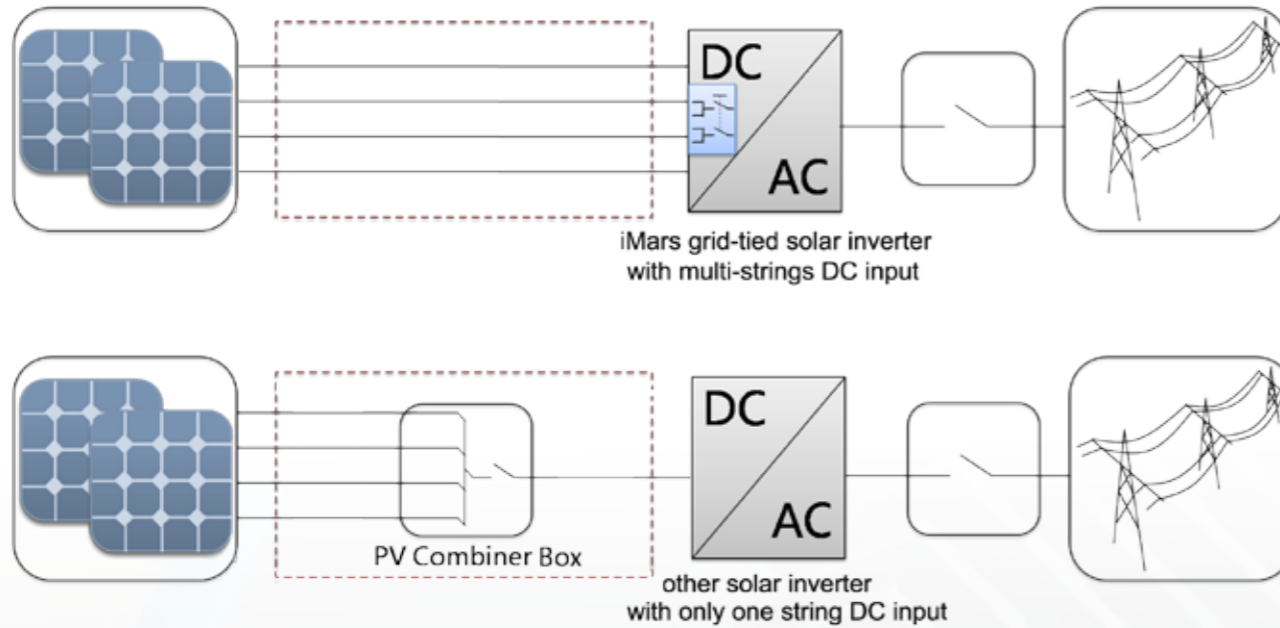 DC
AC
iMars grid-tied solar inverter
with multi-strings DC input
PV Combiner Box
DC
AC
other solar inverter
with only one string DC input